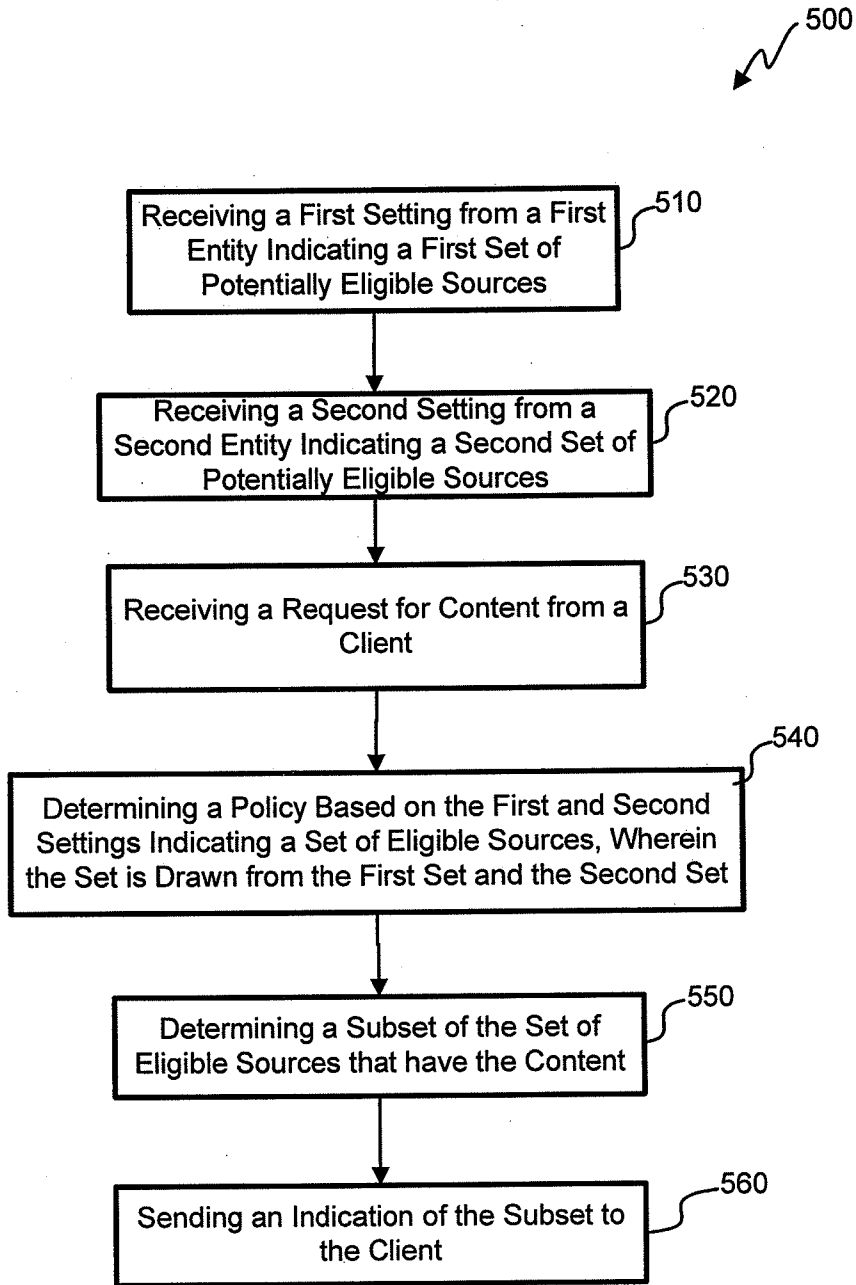 500
Receiving a First Setting from a First
Entity Indicating a First Set of
Potentially Eligible Sources
510
Receiving a Second Setting from a
Second Entity Indicating a Second Set of
Potentially Eligible Sources
520
Receiving a Request for Content from a
Client
530
Determining a Policy Based on the First and Second
Settings Indicating a Set of Eligible Sources, Wherein
the Set is Drawn from the First Set and the Second Set
540
Determining a Subset of the Set of
Eligible Sources that have the Content
550
Sending an Indication of the Subset to
the Client
560